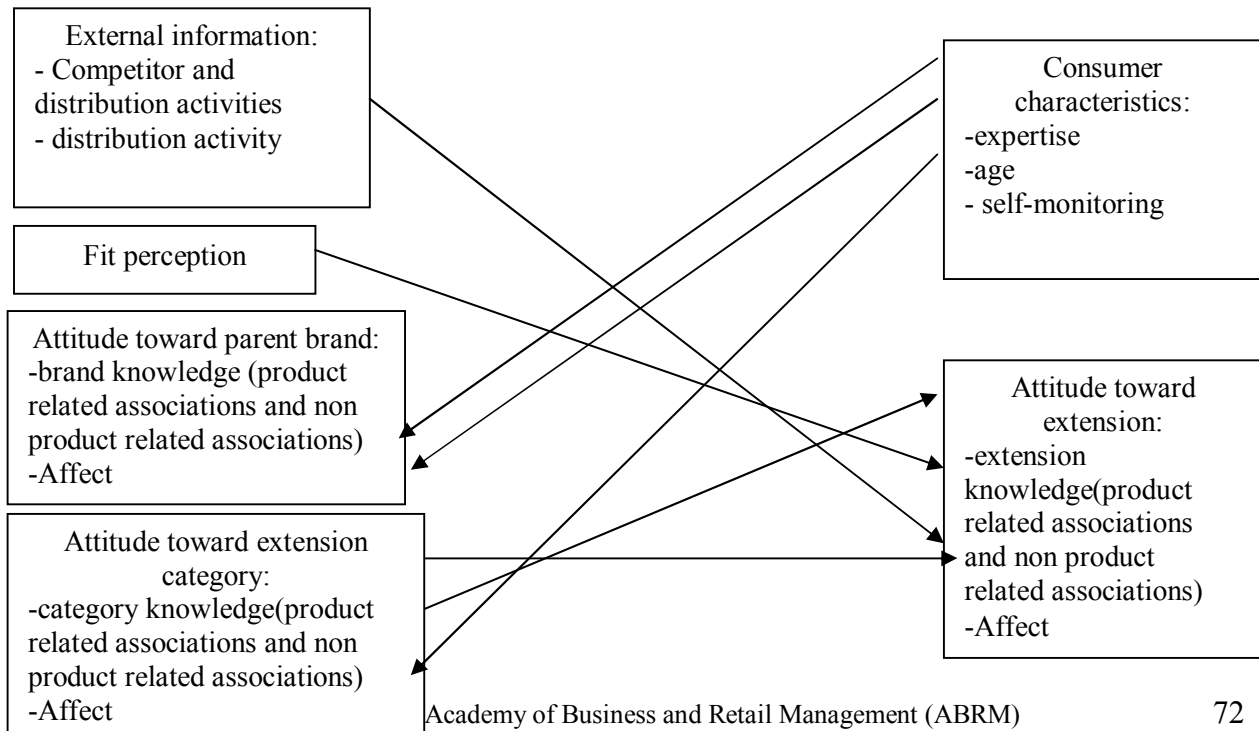 External information:
- Competitor and
distribution activities
- distribution activity
Fit perception
Attitude toward parent brand:
-brand knowledge (product
related associations and non
product related associations)
-Affect
Attitude toward extension
category:
-category knowledge(product
related associations and non
product related associations)
-Affect
Consumer
characteristics:
-expertise
-age
- self-monitoring
Attitude toward
extension:
-extension
knowledge(product
related associations
and non product
related associations)
-Affect
Academy of Business and Retail Management (ABRM) 72